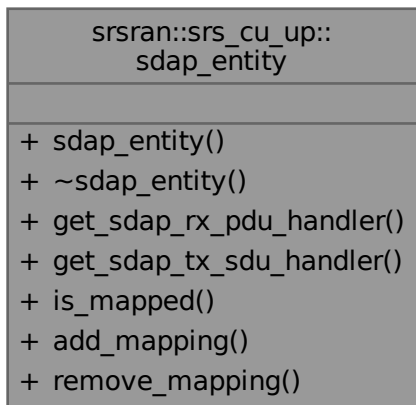 srsran::srs_cu_up::
sdap_entity
+ sdap_entity()
+ ~sdap_entity()
+ get_sdap_rx_pdu_handler()
+ get_sdap_tx_sdu_handler()
+ is_mapped()
+ add_mapping()
+ remove_mapping()